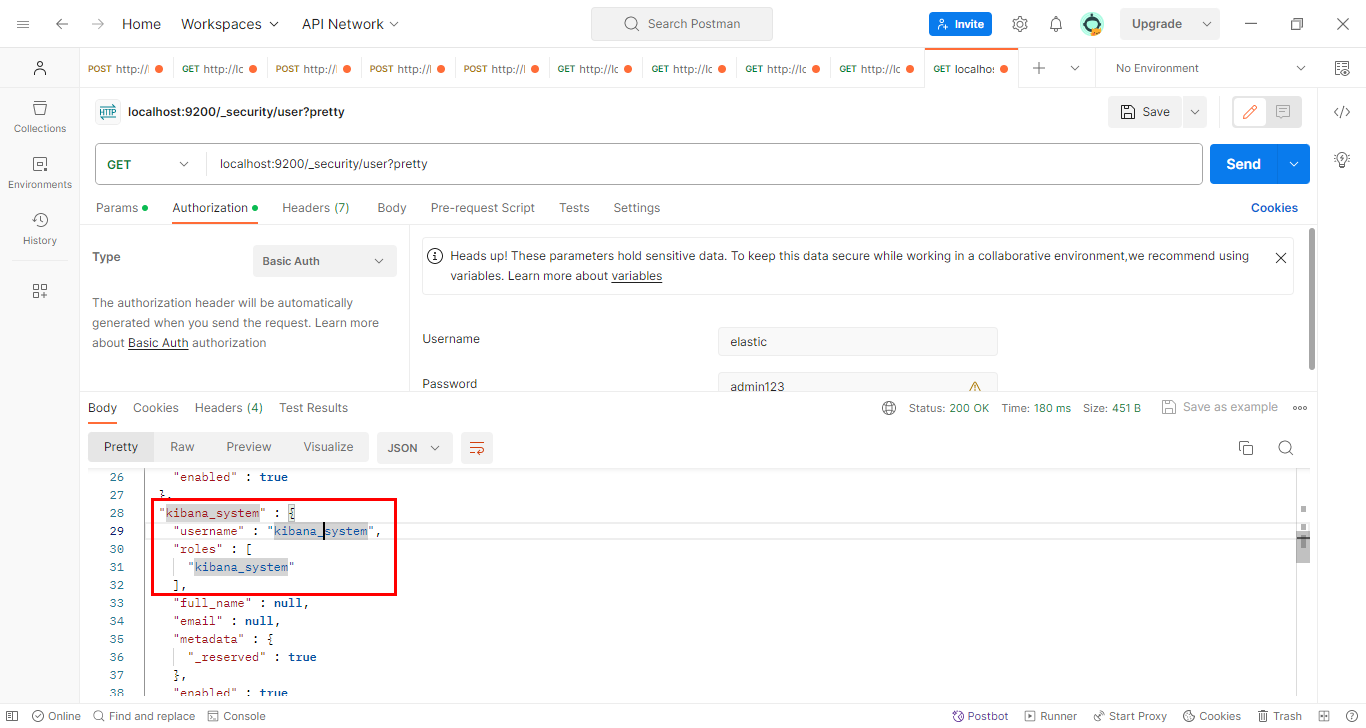 Home Workspaces API Network Search Postman Invite Upgrade
POST http://l GET http://lc POST http://l POST http://l POST http://l GET http://lc GET http://lc GET http://lc GET http://lc GET localhos No Environment
HTTP localhost:9200/_security/user?pretty Save
GET localhost:9200/_security/user?pretty Send
Collections
Environments
History
Params Authorization Headers (7) Body Pre-request Script Tests Settings Cookies
Type Basic Auth
The authorization header will be automatically
generated when you send the request. Learn more
about Basic Auth authorization
Heads up! These parameters hold sensitive data. To keep this data secure while working in a collaborative environment,we recommend using
variables. Learn more about variables
Username elastic
Password admin123
Body Cookies Headers (4) Test Results Status: 200 OK Time: 180 ms Size: 451 B Save as example
Pretty Raw Preview Visualize JSON
26 "enabled" : true
27 },
28 "kibana_system" : {
29 "username" : "kibana_system",
30 "roles" : [
31 "kibana_system"
32 ],
33 "full_name" : null,
34 "email" : null,
35 "metadata" : {
36 "_reserved" : true
37 },
38 "enabled" : true
Online Find and replace Console Postbot Runner Start Proxy Cookies Trash